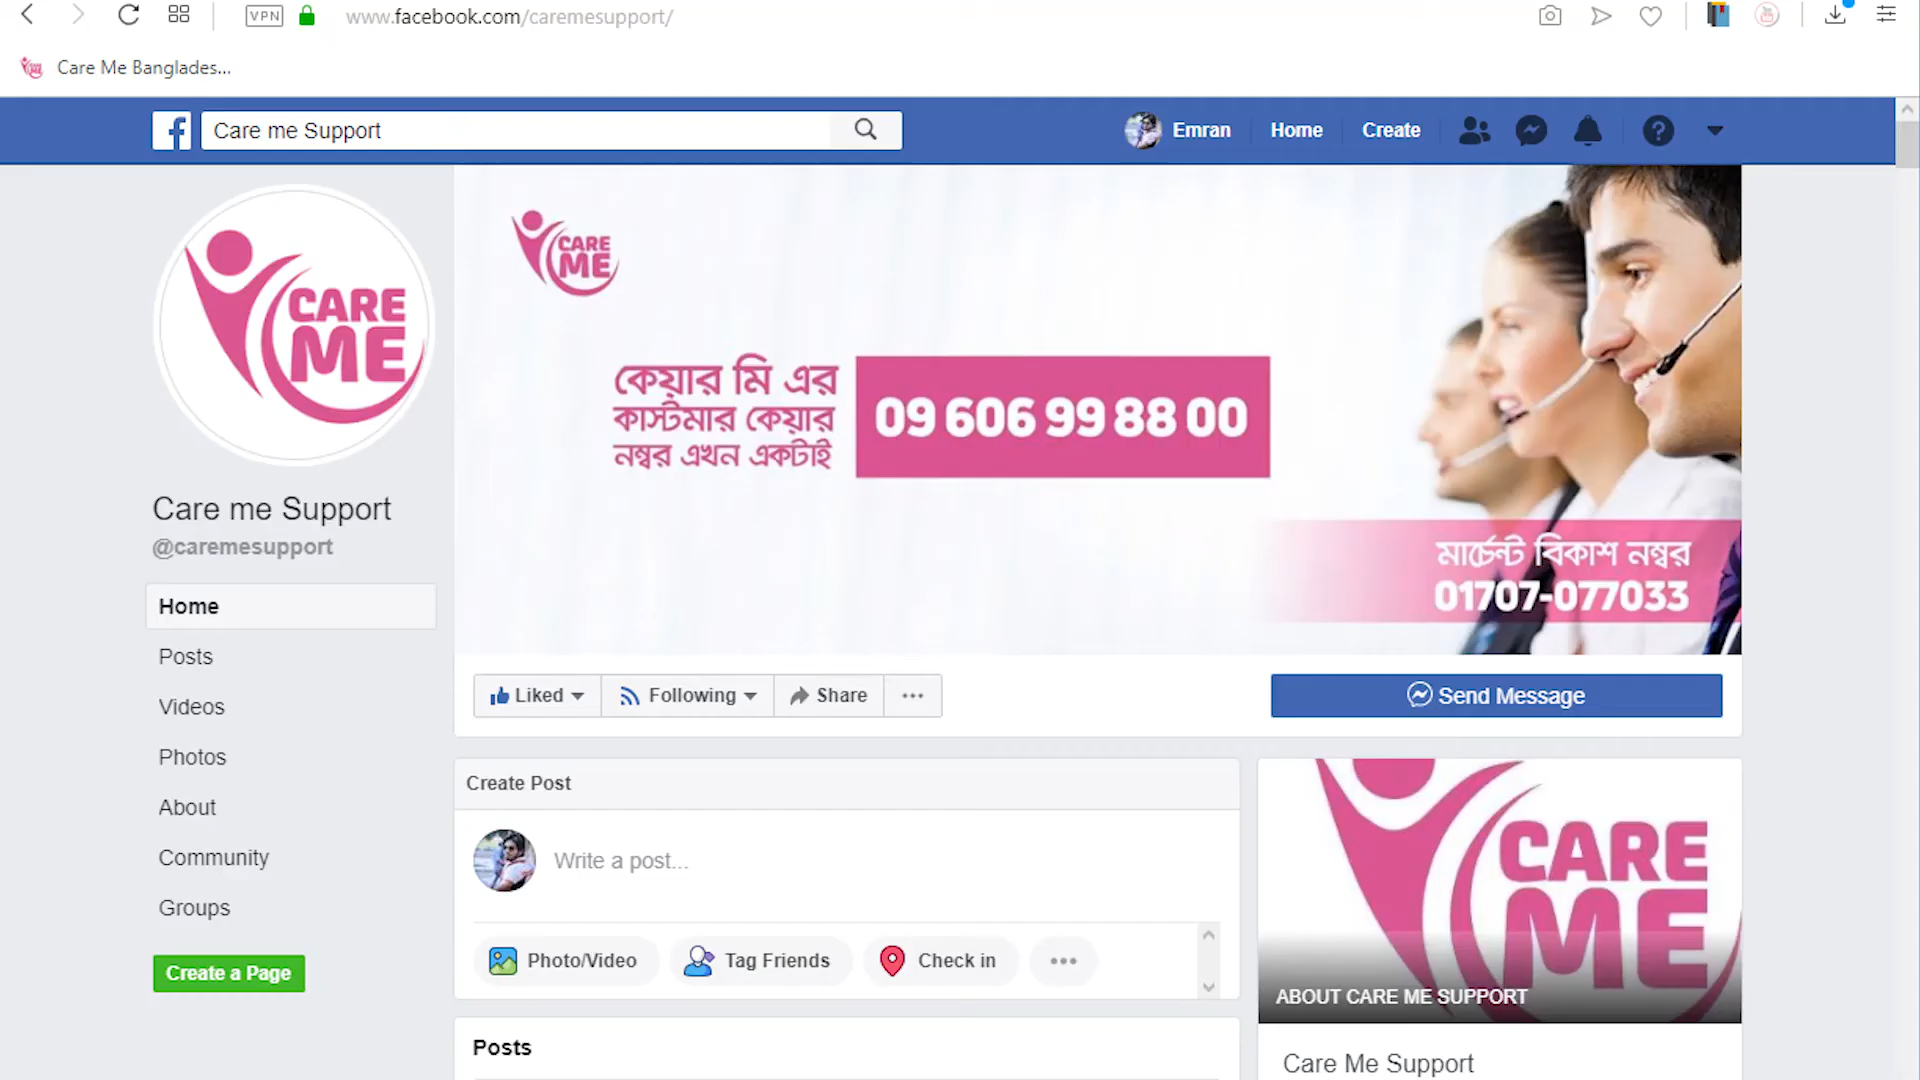 VPN
www.facebook.com/caremesupport/
Care Me Banglades...
Care me Support
Emran
Home
Create
CARE
ME
CARE
ME
কেয়ার মি এর
কাস্টমার কেয়ার
নম্বর এখন একটাই
09 606 99 88 00
মার্চেন্ট বিকাশ নম্বর
01707-077033
Care me Support
@caremesupport
Home
Posts
Videos
Photos
About
Community
Groups
Create a Page
Liked
Following
Share
Send Message
Create Post
Write a post...
Photo/Video
Tag Friends
Check in
Posts
CARE
ME
ABOUT CARE ME SUPPORT
Care Me Support